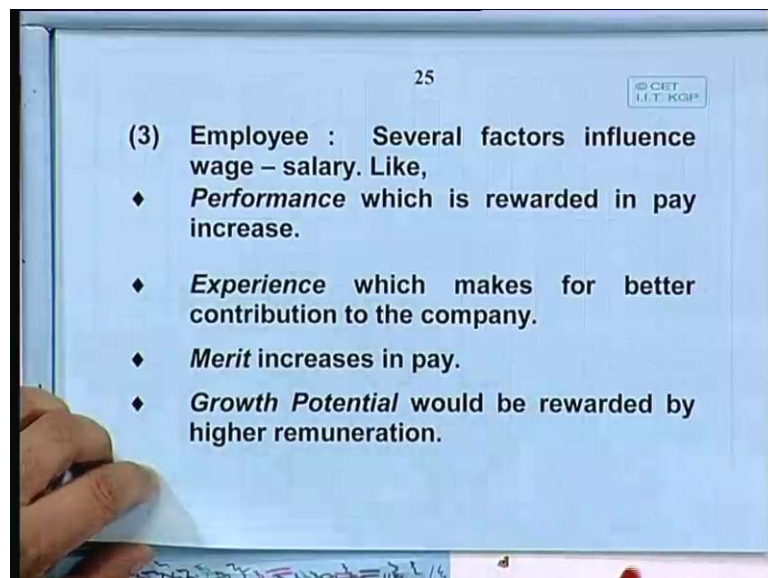 25
© CET
I.I.T. KGP
(3) Employee : Several factors influence
wage – salary. Like,
♦ Performance which is rewarded in pay
increase.
♦ Experience which makes for better
contribution to the company.
♦ Merit increases in pay.
♦ Growth Potential would be rewarded by
higher remuneration.